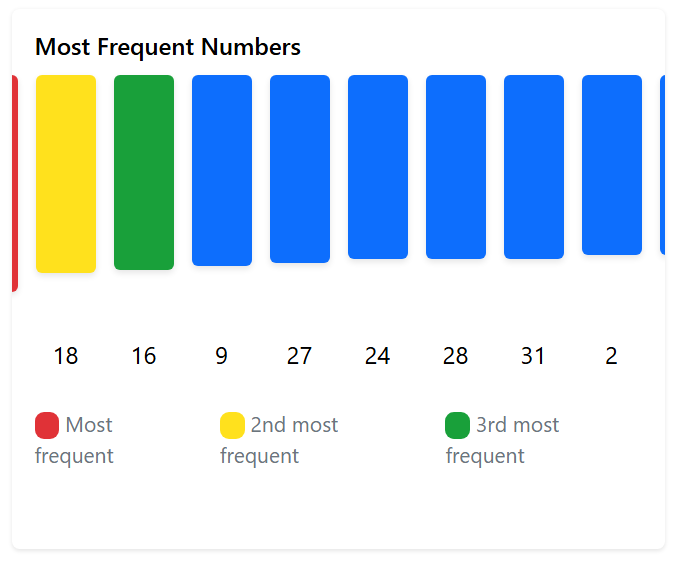 Most Frequent Numbers
18 16 9 27 24 28 31 2
Most 2nd most 3rd most
frequent frequent frequent